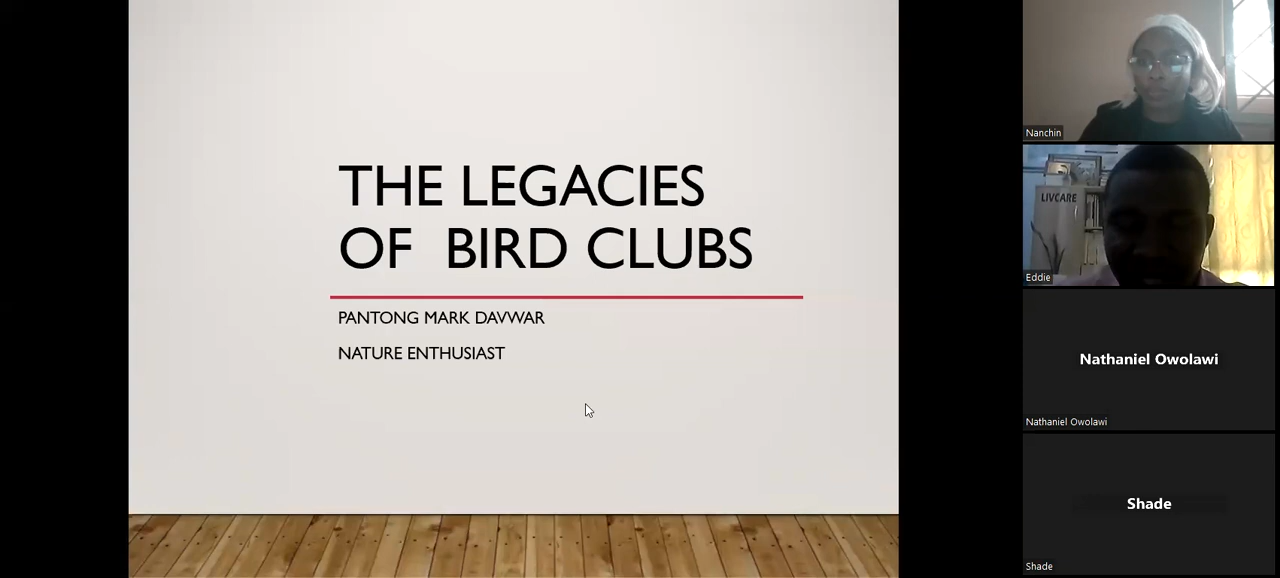 THE LEGACIES
OF BIRD CLUBS
PANTONG MARK DAVWAR
NATURE ENTHUSIAST
Nanchin
LIVCARE
Eddie
Nathaniel Owolawi
Nathaniel Owolawi
Shade
Shade